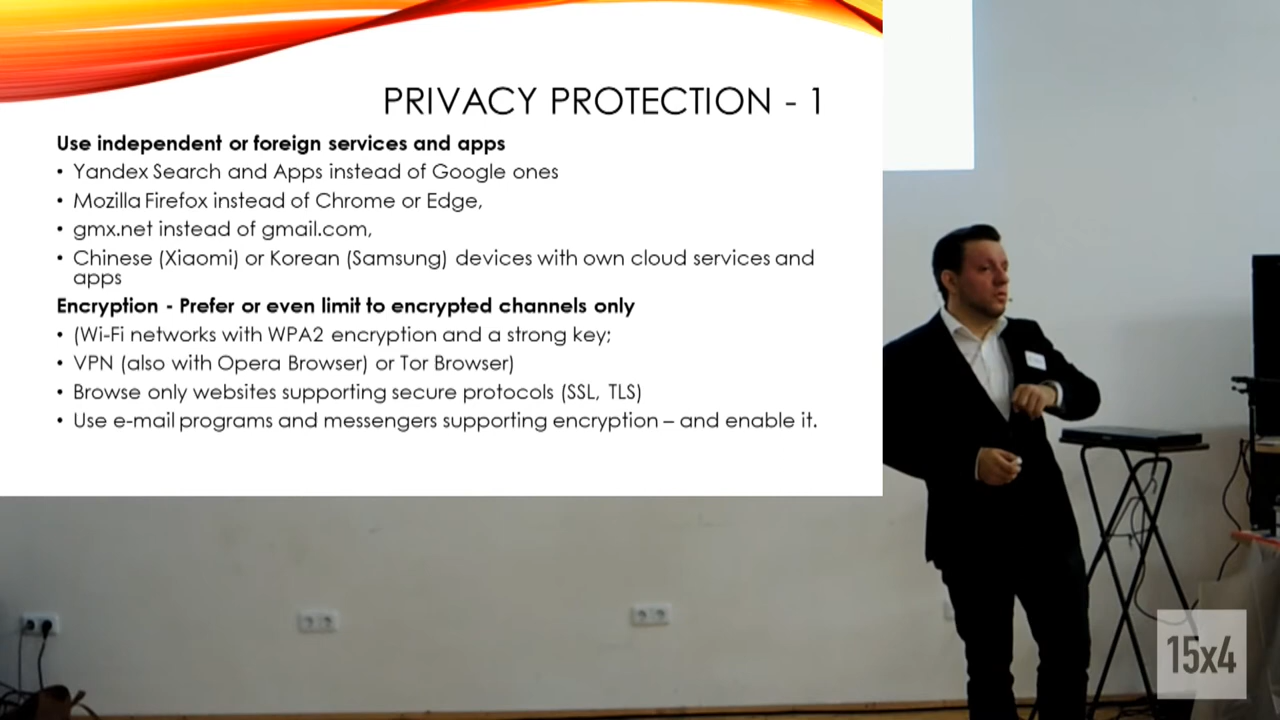 PRIVACY PROTECTION - 1
Use independent or foreign services and apps
• Yandex Search and Apps instead of Google ones
• Mozilla Firefox instead of Chrome or Edge,
• gmx.net instead of gmail.com,
• Chinese (Xiaomi) or Korean (Samsung) devices with own cloud services and
apps
Encryption - Prefer or even limit to encrypted channels only
• (Wi-Fi networks with WPA2 encryption and a strong key;
• VPN (also with Opera Browser) or Tor Browser)
• Browse only websites supporting secure protocols (SSL, TLS)
• Use e-mail programs and messengers supporting encryption – and enable it.
15x4